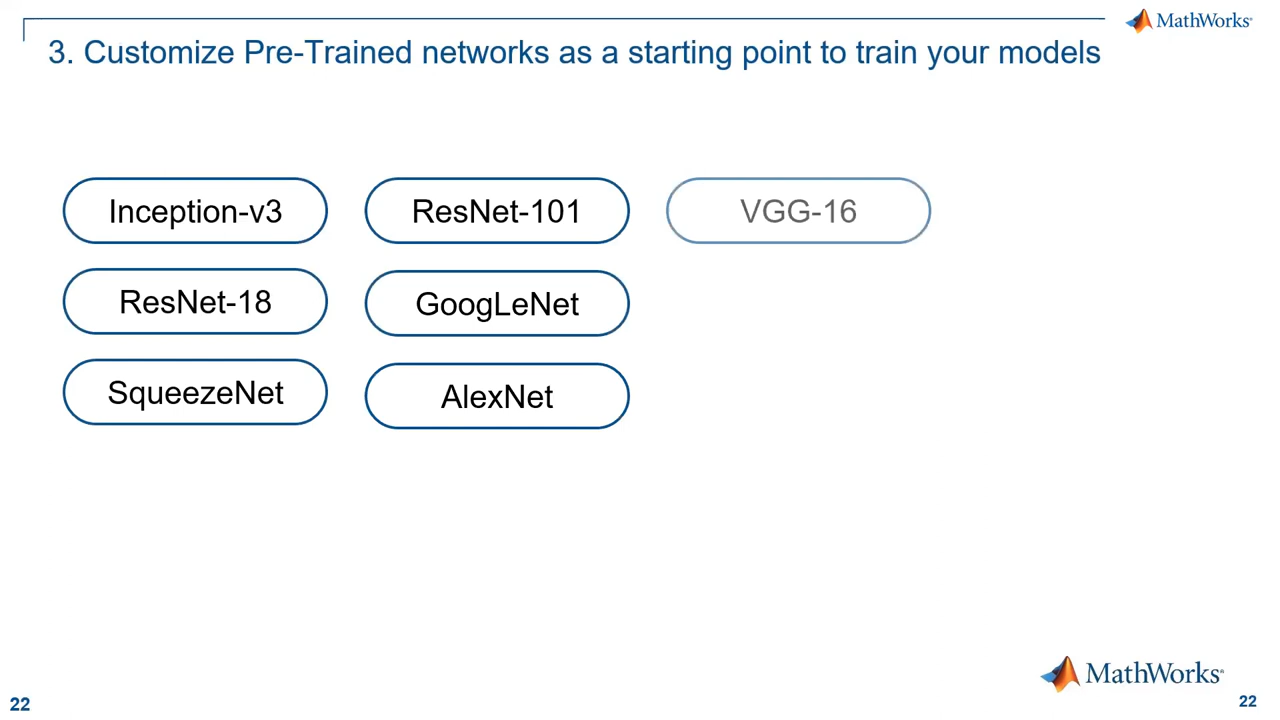 MathWorks
3. Customize Pre-Trained networks as a starting point to train your models
Inception-v3
ResNet-101
VGG-16
ResNet-18
GoogLeNet
SqueezeNet
AlexNet
MathWorks
22
22